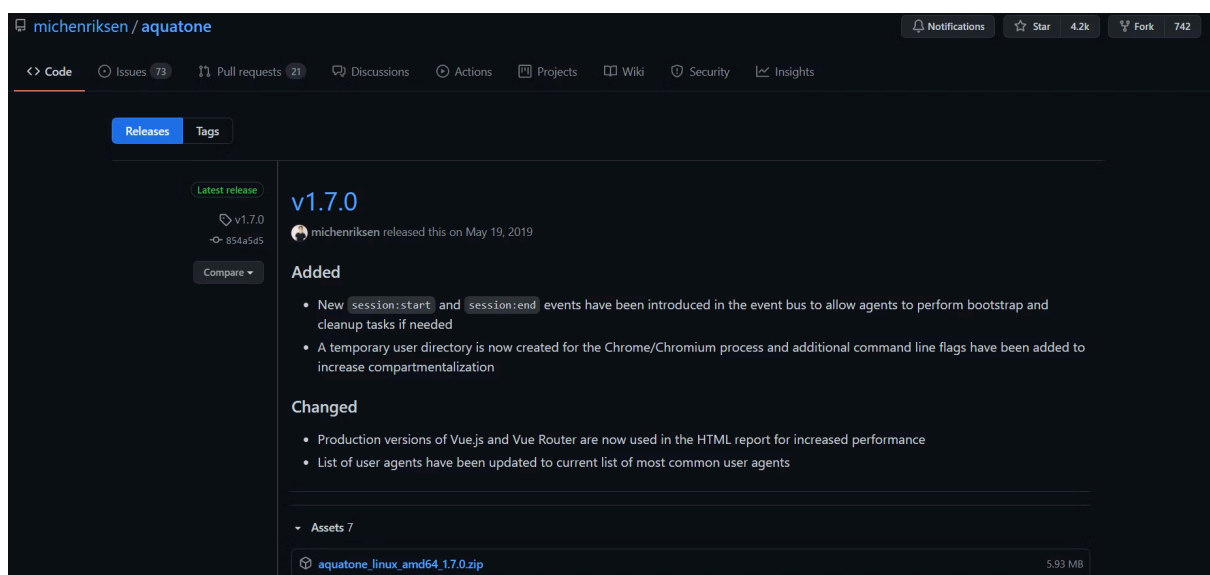 michenriksen / aquatone
Notifications
Star 4.2k
Fork 742
Code
Issues 73
Pull requests 21
Discussions
Actions
Projects
Wiki
Security
Insights
Releases
Tags
Latest release
v1.7.0
854a5d5
Compare
v1.7.0
michenriksen released this on May 19, 2019
Added
• New session:start and session:end events have been introduced in the event bus to allow agents to perform bootstrap and
cleanup tasks if needed
• A temporary user directory is now created for the Chrome/Chromium process and additional command line flags have been added to
increase compartmentalization
Changed
• Production versions of Vue.js and Vue Router are now used in the HTML report for increased performance
• List of user agents have been updated to current list of most common user agents
Assets 7
aquatone_linux_amd64_1.7.0.zip
5.93 MB